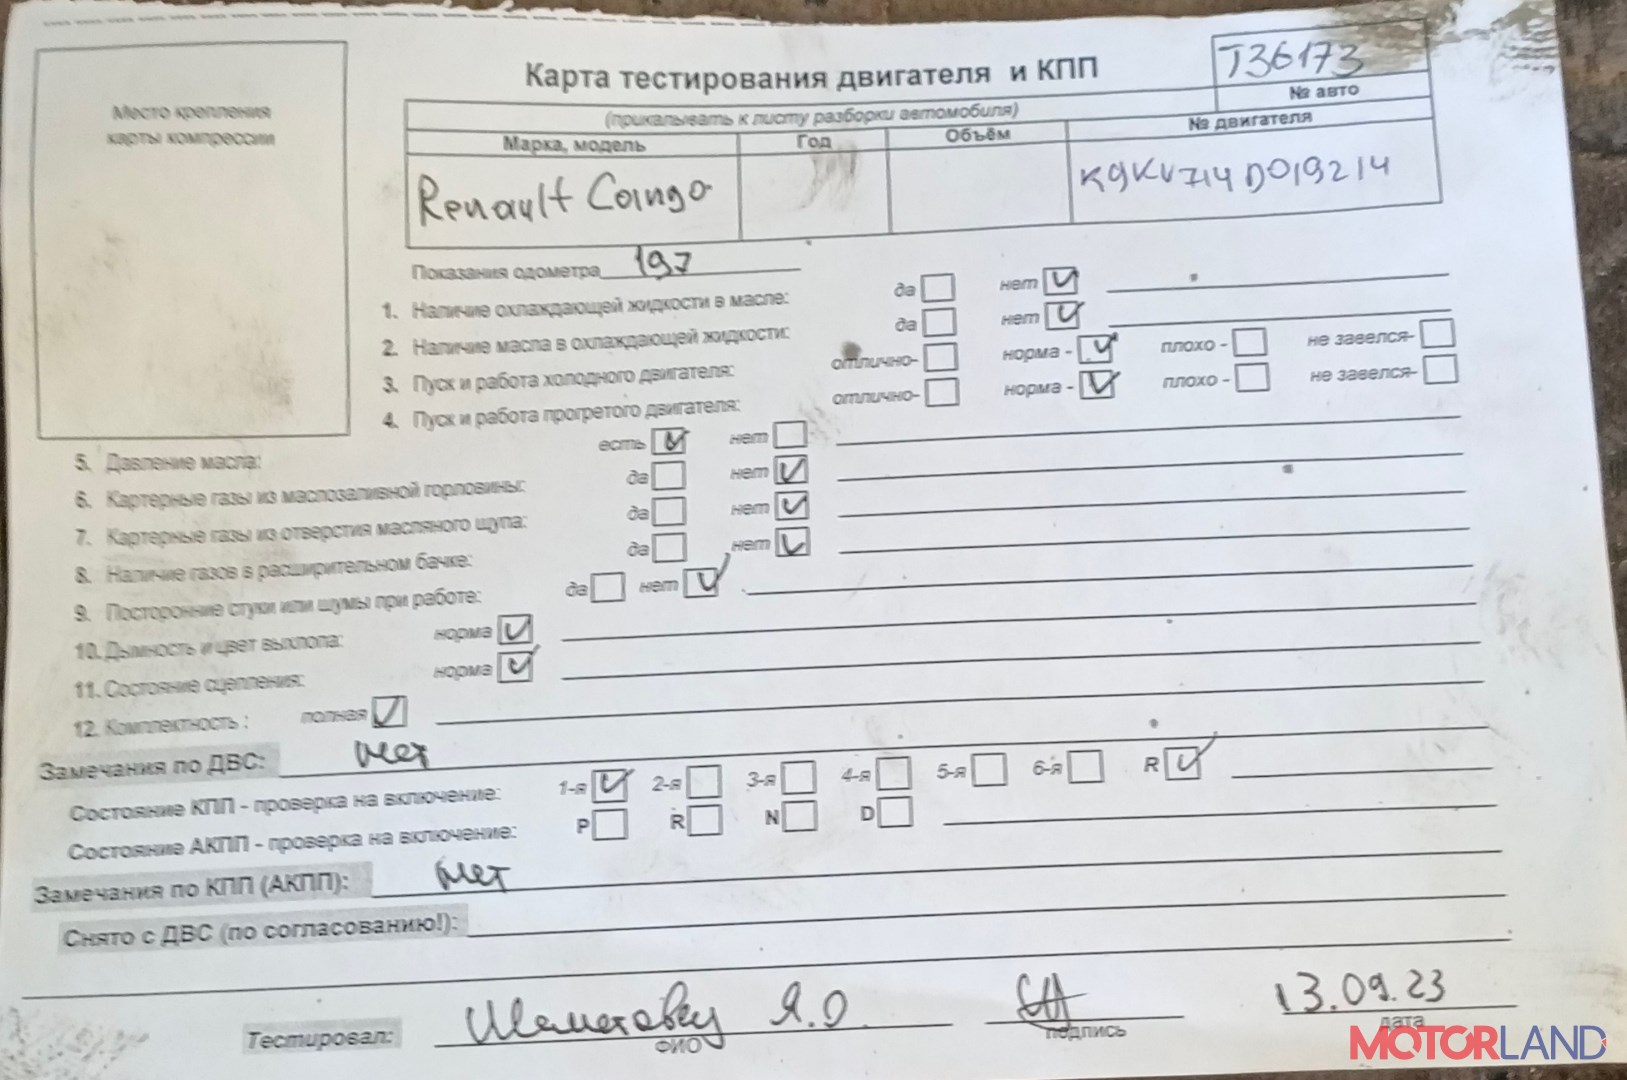 Место крепления
карты компрессии
Карта тестирования двигателя и КПП
Т36173
№ авто
(прикалывать к листу разборки автомобиля)
Марка, модель Год Объём № двигателя
Renault Coingo K9KV714D019214
Показания одометра 197
1. Наличие охлаждающей жидкости в масле: да нет
2. Наличие масла в охлаждающей жидкости: да нет
3. Пуск и работа холодного двигателя: отлично- норма - плохо - не завелся-
4. Пуск и работа прогретого двигателя: отлично- норма - плохо - не завелся-
5. Давление масла: есть нет
6. Картерные газы из маслозаливной горловины: да нет
7. Картерные газы из отверстия масляного щупа: да нет
8. Наличие газов в расширительном бачке: да нет
9. Посторонние стуки или шумы при работе: да нет
10. Дымность и цвет выхлопа: норма
11. Состояние сцепления: норма
12. Комплектность : полная
Замечания по ДВС: Нет
Состояние КПП - проверка на включение: 1-я 2-я 3-я 4-я 5-я 6-я R
Состояние АКПП - проверка на включение: P R N D
Замечания по КПП (АКПП): Нет
Снято с ДВС (по согласованию!):
Тестировал: Я.О. 13.09.23
ФИО подпись дата
MOTORLAND